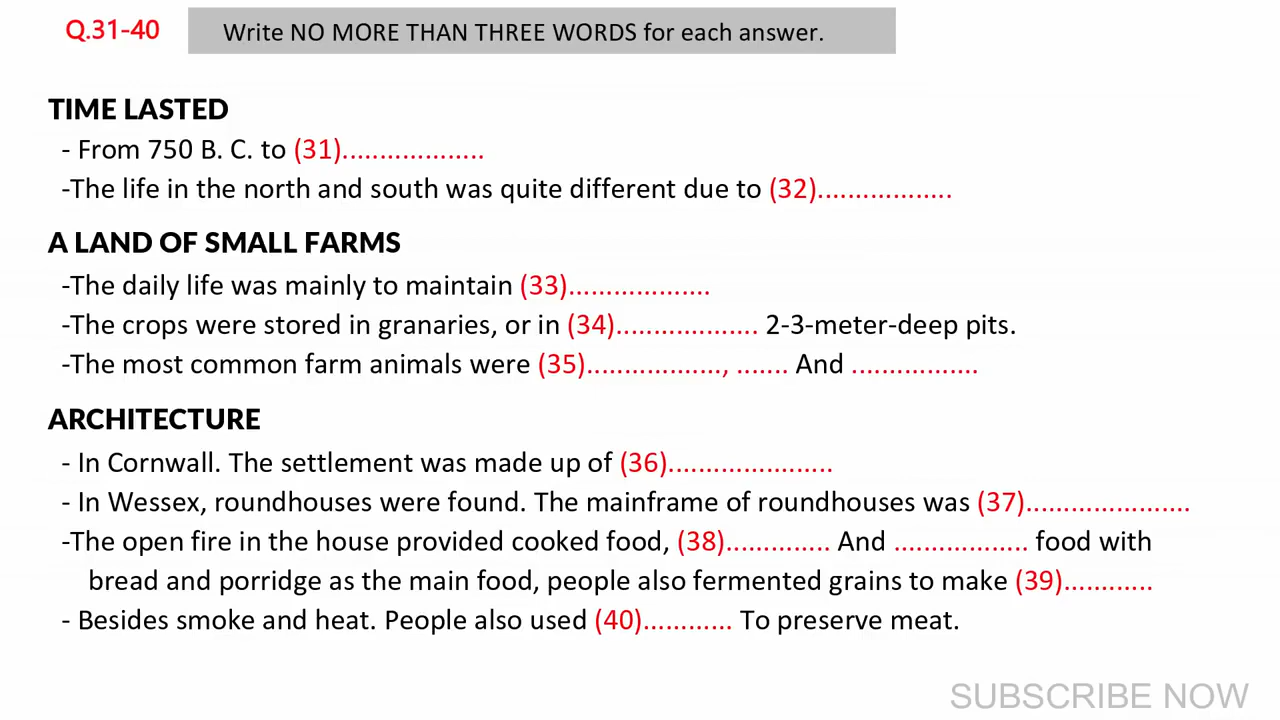 Q.31-40
Write NO MORE THAN THREE WORDS for each answer.
TIME LASTED
- From 750 B. C. to (31)...................
-The life in the north and south was quite different due to (32)..................
A LAND OF SMALL FARMS
-The daily life was mainly to maintain (33)...................
-The crops were stored in granaries, or in (34)................... 2-3-meter-deep pits.
-The most common farm animals were (35).................., ....... And .................
ARCHITECTURE
- In Cornwall. The settlement was made up of (36)......................
- In Wessex, roundhouses were found. The mainframe of roundhouses was (37)......................
-The open fire in the house provided cooked food, (38).............. And .................. food with
bread and porridge as the main food, people also fermented grains to make (39)............
- Besides smoke and heat. People also used (40)............ To preserve meat.
SUBSCRIBE NOW